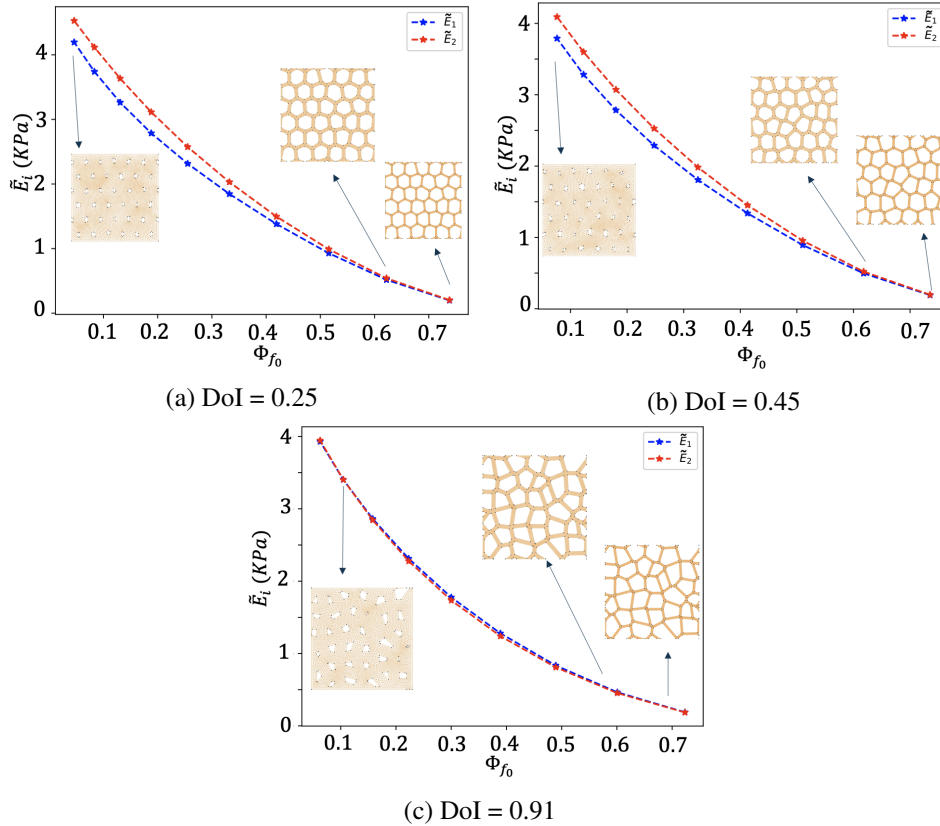 4
3
2
1
0
Ẽᵢ (KPa)
Ẽ₁
Ẽ₂
0.1 0.2 0.3 0.4 0.5 0.6 0.7
Φ_f₀
(a) DoI = 0.25
4
3
2
1
0
Ẽᵢ (KPa)
Ẽ₁
Ẽ₂
0.1 0.2 0.3 0.4 0.5 0.6 0.7
Φ_f₀
(b) DoI = 0.45
4
3
2
1
0
Ẽᵢ (KPa)
Ẽ₁
Ẽ₂
0.1 0.2 0.3 0.4 0.5 0.6 0.7
Φ_f₀
(c) DoI = 0.91